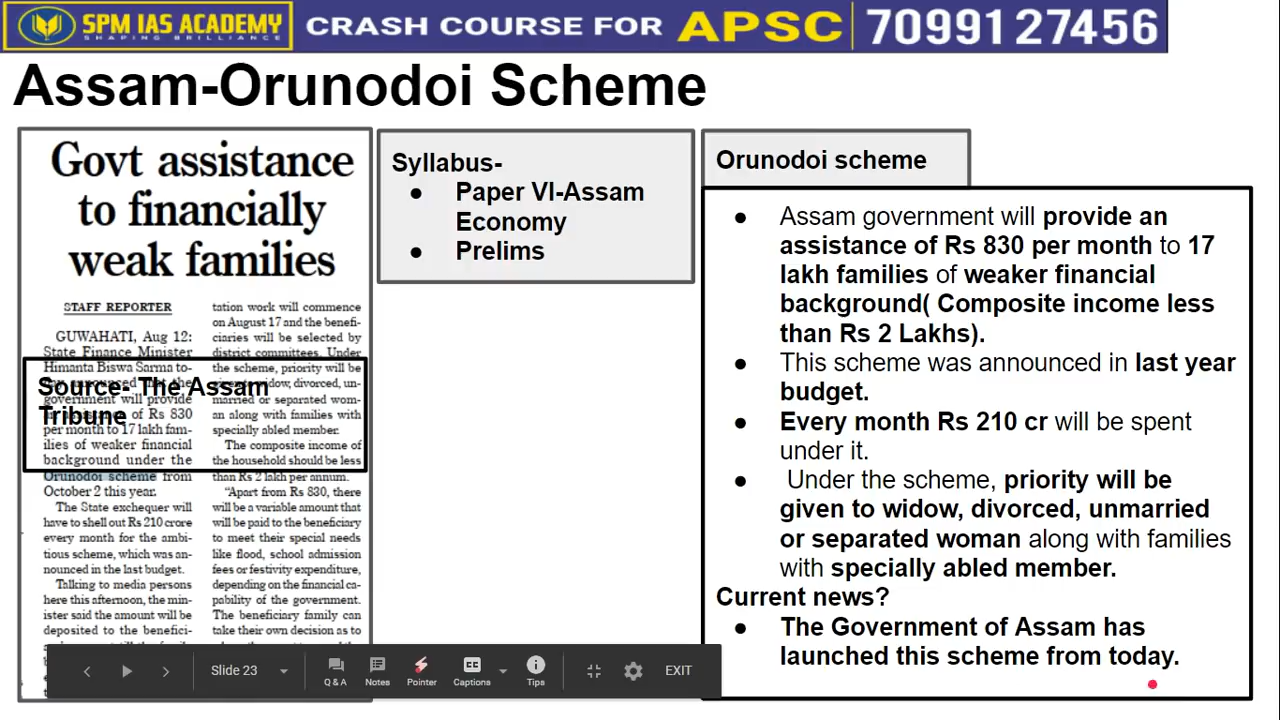 SPM IAS ACADEMY
SHAPING BRILLIANCE
CRASH COURSE FOR APSC 7099127456
Assam-Orunodoi Scheme
Govt assistance
to financially
weak families
STAFF REPORTER
GUWAHATI, Aug 12:
State Finance Minister
Himanta Biswa Sarma to-
day announced that the
government will provide
an assistance of Rs 830
per month to 17 lakh fam-
ilies of weaker financial
background under the
Orunodoi scheme from
October 2 this year.
The State exchequer will
have to shell out Rs 210 crore
every month for the ambi-
tious scheme, which was an-
nounced in the last budget.
Talking to media persons
here this afternoon, the min-
ister said the amount will be
deposited to the benefici-
tation work will commence
on August 17 and the benefi-
ciaries will be selected by
district committees. Under
the scheme, priority will be
widow, divorced, un-
married or separated wom-
an along with families with
specially abled member.
The composite income of
the household should be less
than Rs 2 lakh per annum.
"Apart from Rs 830, there
will be a variable amount that
will be paid to the beneficiary
to meet their special needs
like flood, school admission
fees or festivity expenditure,
depending on the financial ca-
pability of the government.
The beneficiary family can
take their own decision as to
Source- The Assam
Tribune
Syllabus-
● Paper VI-Assam
Economy
● Prelims
Orunodoi scheme
● Assam government will provide an
assistance of Rs 830 per month to 17
lakh families of weaker financial
background( Composite income less
than Rs 2 Lakhs).
● This scheme was announced in last year
budget.
● Every month Rs 210 cr will be spent
under it.
● Under the scheme, priority will be
given to widow, divorced, unmarried
or separated woman along with families
with specially abled member.
Current news?
● The Government of Assam has
launched this scheme from today.
Slide 23
Q & A
Notes
Pointer
CC
Captions
Tips
EXIT